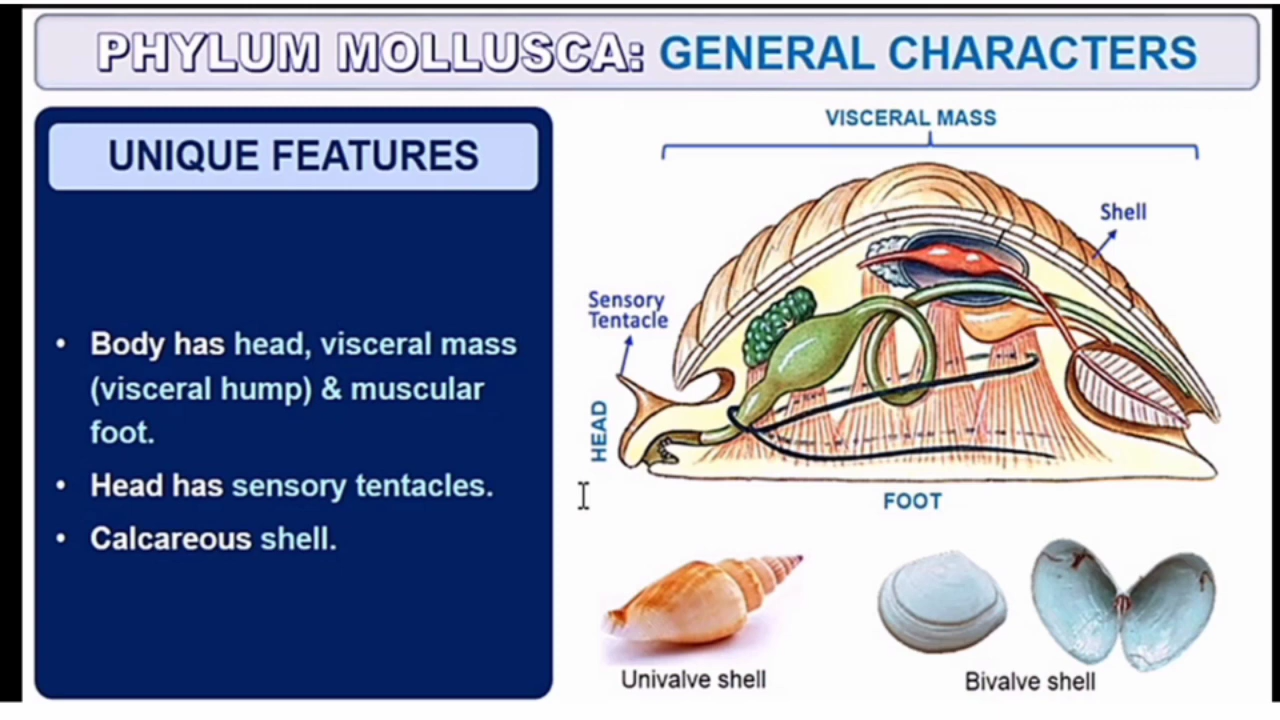 PHYLUM MOLLUSCA: GENERAL CHARACTERS
UNIQUE FEATURES
• Body has head, visceral mass
(visceral hump) & muscular
foot.
• Head has sensory tentacles.
• Calcareous shell.
VISCERAL MASS
Shell
Sensory
Tentacle
HEAD
FOOT
Univalve shell
Bivalve shell